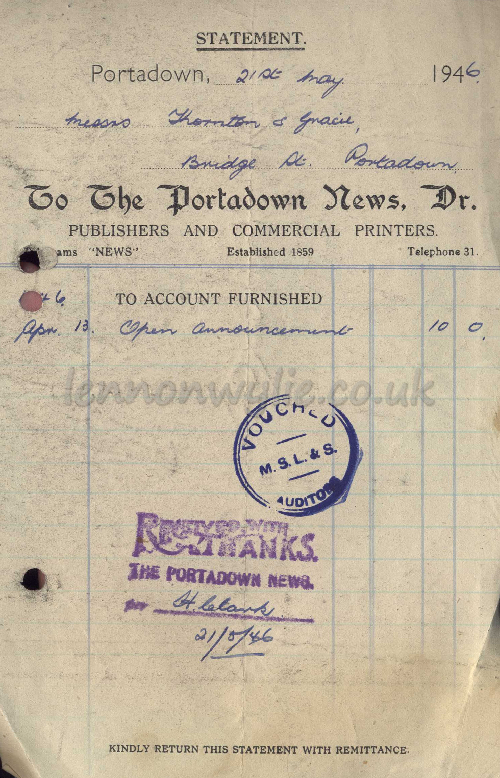 STATEMENT.
Portadown, 21st May 1946.
Messrs Thornton & Gracie,
Bridge St. Portadown
To The Portadown News, Dr.
PUBLISHERS AND COMMERCIAL PRINTERS.
ams "NEWS" Established 1859 Telephone 31.
46. TO ACCOUNT FURNISHED
Apr. 13. Open announcement 10 0.
lennonwylie.co.uk
VOUCHED
M.S.L. & S.
AUDITORS
RECEIVED WITH
THANKS.
THE PORTADOWN NEWS.
per H Clark
21/5/46
KINDLY RETURN THIS STATEMENT WITH REMITTANCE.